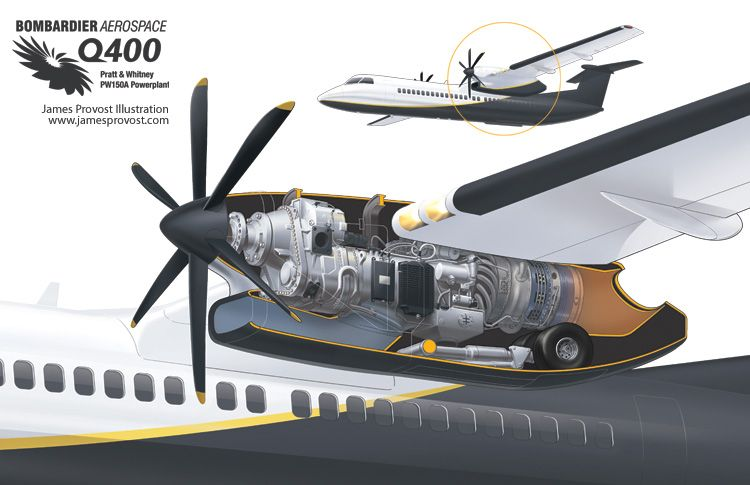 BOMBARDIER AEROSPACE
Q400
Pratt & Whitney
PW150A Powerplant
James Provost Illustration
www.jamesprovost.com